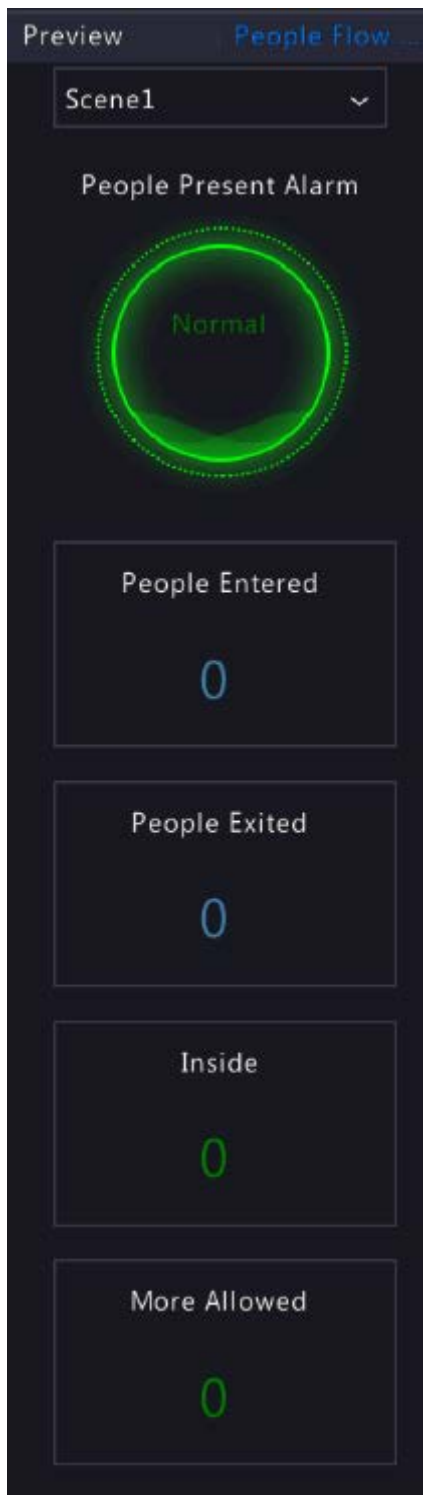 Preview People Flow ...
Scene1
People Present Alarm
Normal
People Entered
0
People Exited
0
Inside
0
More Allowed
0